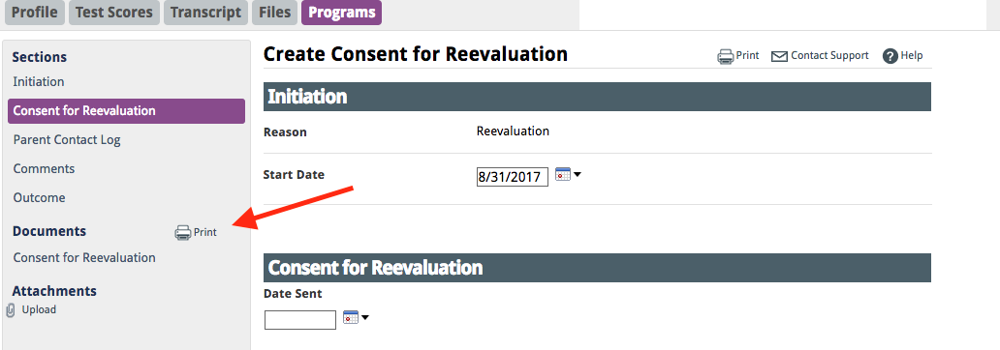 Profile Test Scores Transcript Files Programs
Sections
Initiation
Consent for Reevaluation
Parent Contact Log
Comments
Outcome
Documents Print
Consent for Reevaluation
Attachments
Upload
Create Consent for Reevaluation Print Contact Support ? Help
Initiation
Reason Reevaluation
Start Date 8/31/2017
Consent for Reevaluation
Date Sent